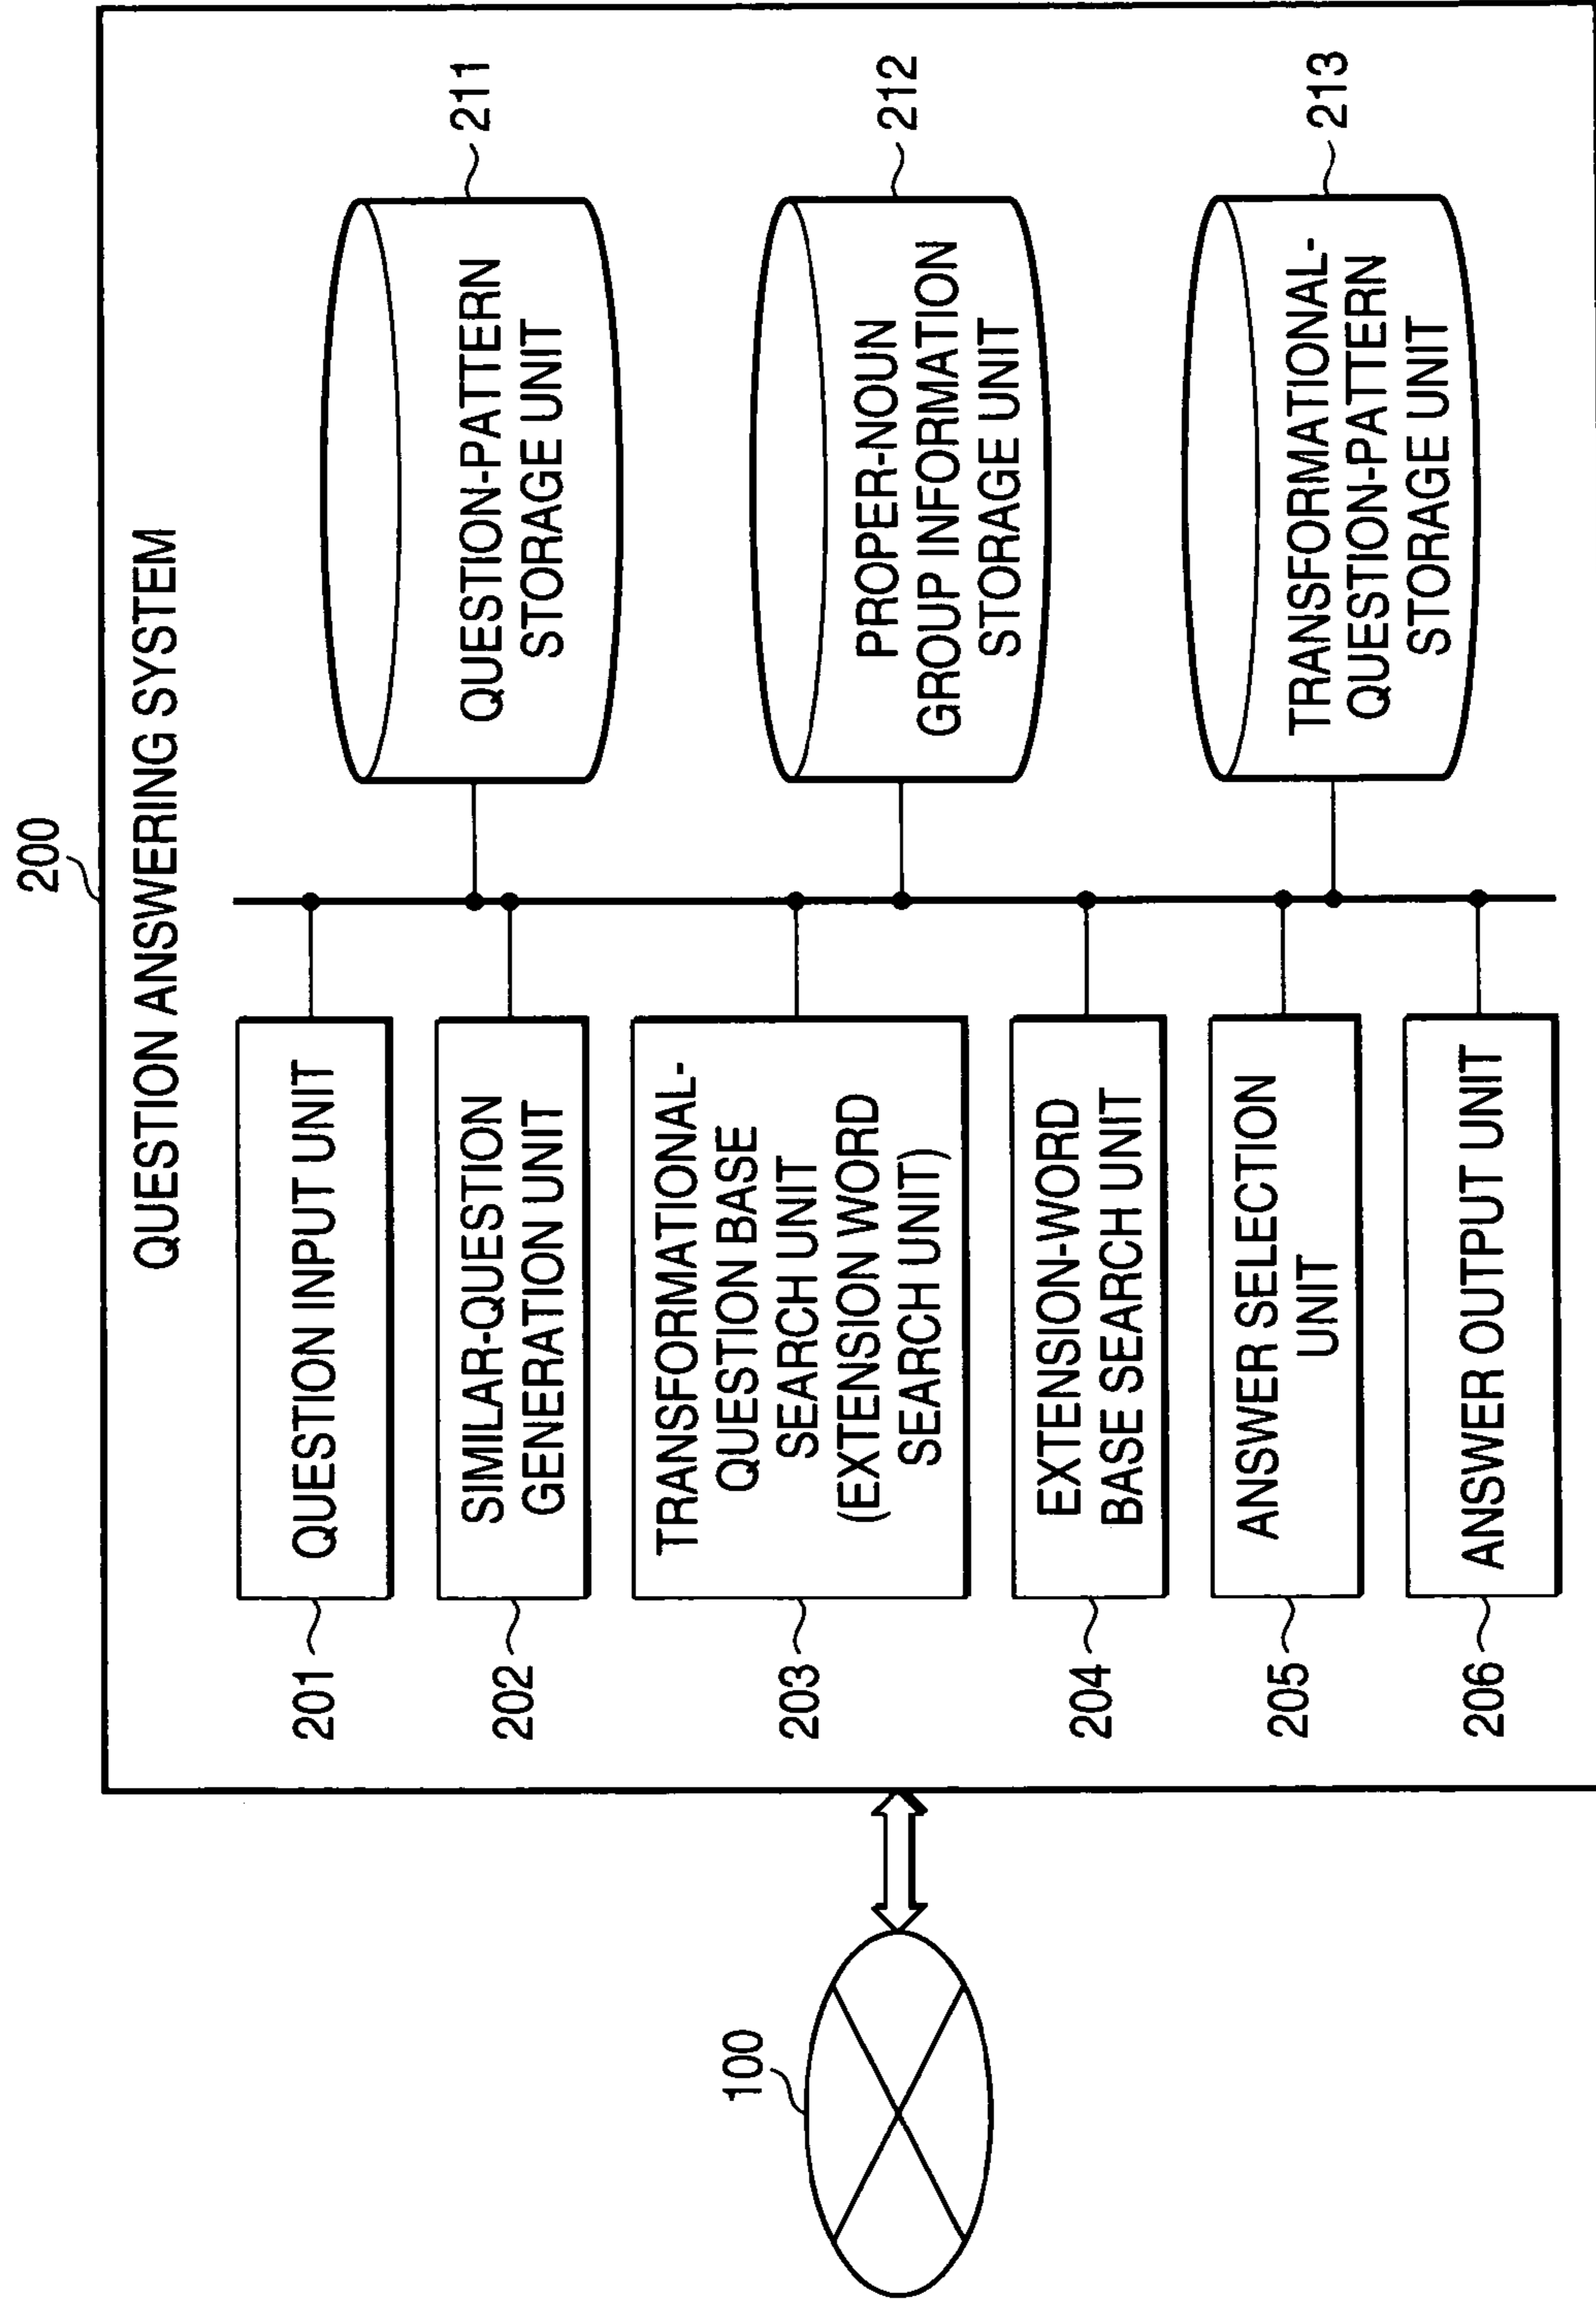 200
QUESTION ANSWERING SYSTEM
201
QUESTION INPUT UNIT
202
SIMILAR-QUESTION
GENERATION UNIT
203
TRANSFORMATIONAL-
QUESTION BASE
SEARCH UNIT
(EXTENSION WORD
SEARCH UNIT)
204
EXTENSION-WORD
BASE SEARCH UNIT
205
ANSWER SELECTION
UNIT
206
ANSWER OUTPUT UNIT
211
QUESTION-PATTERN
STORAGE UNIT
212
PROPER-NOUN
GROUP INFORMATION
STORAGE UNIT
213
TRANSFORMATIONAL-
QUESTION-PATTERN
STORAGE UNIT
100